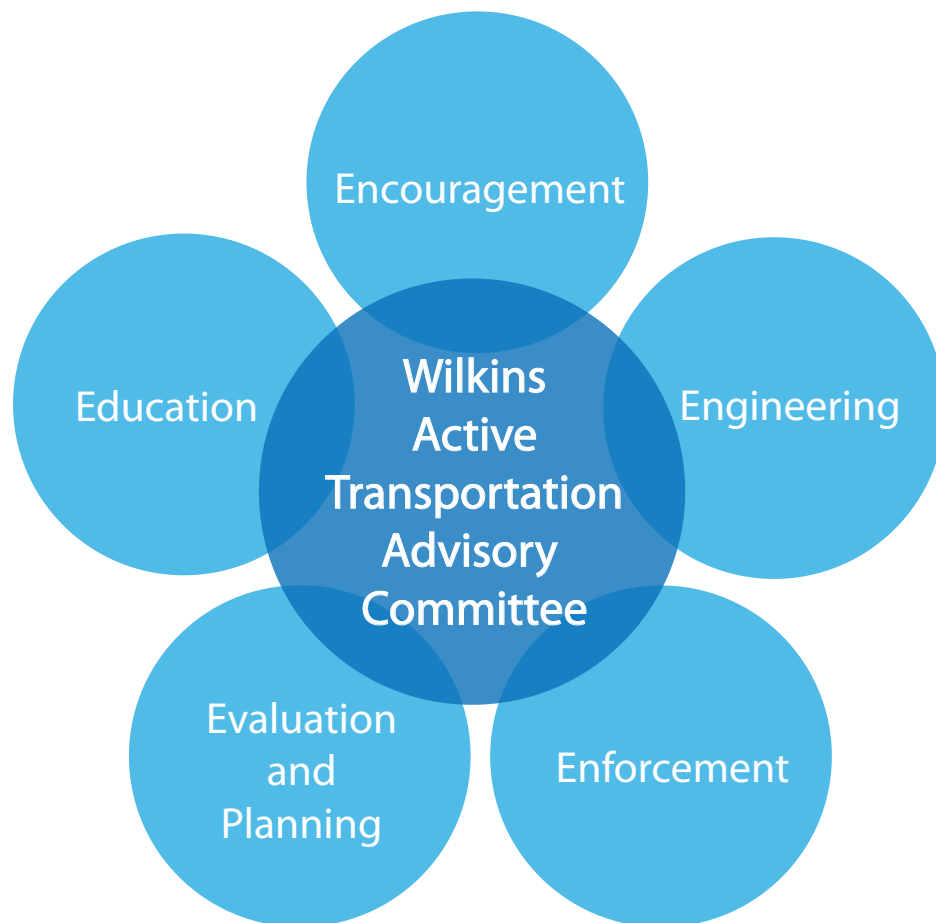 Encouragement
Education
Wilkins
Active
Transportation
Advisory
Committee
Engineering
Evaluation
and
Planning
Enforcement